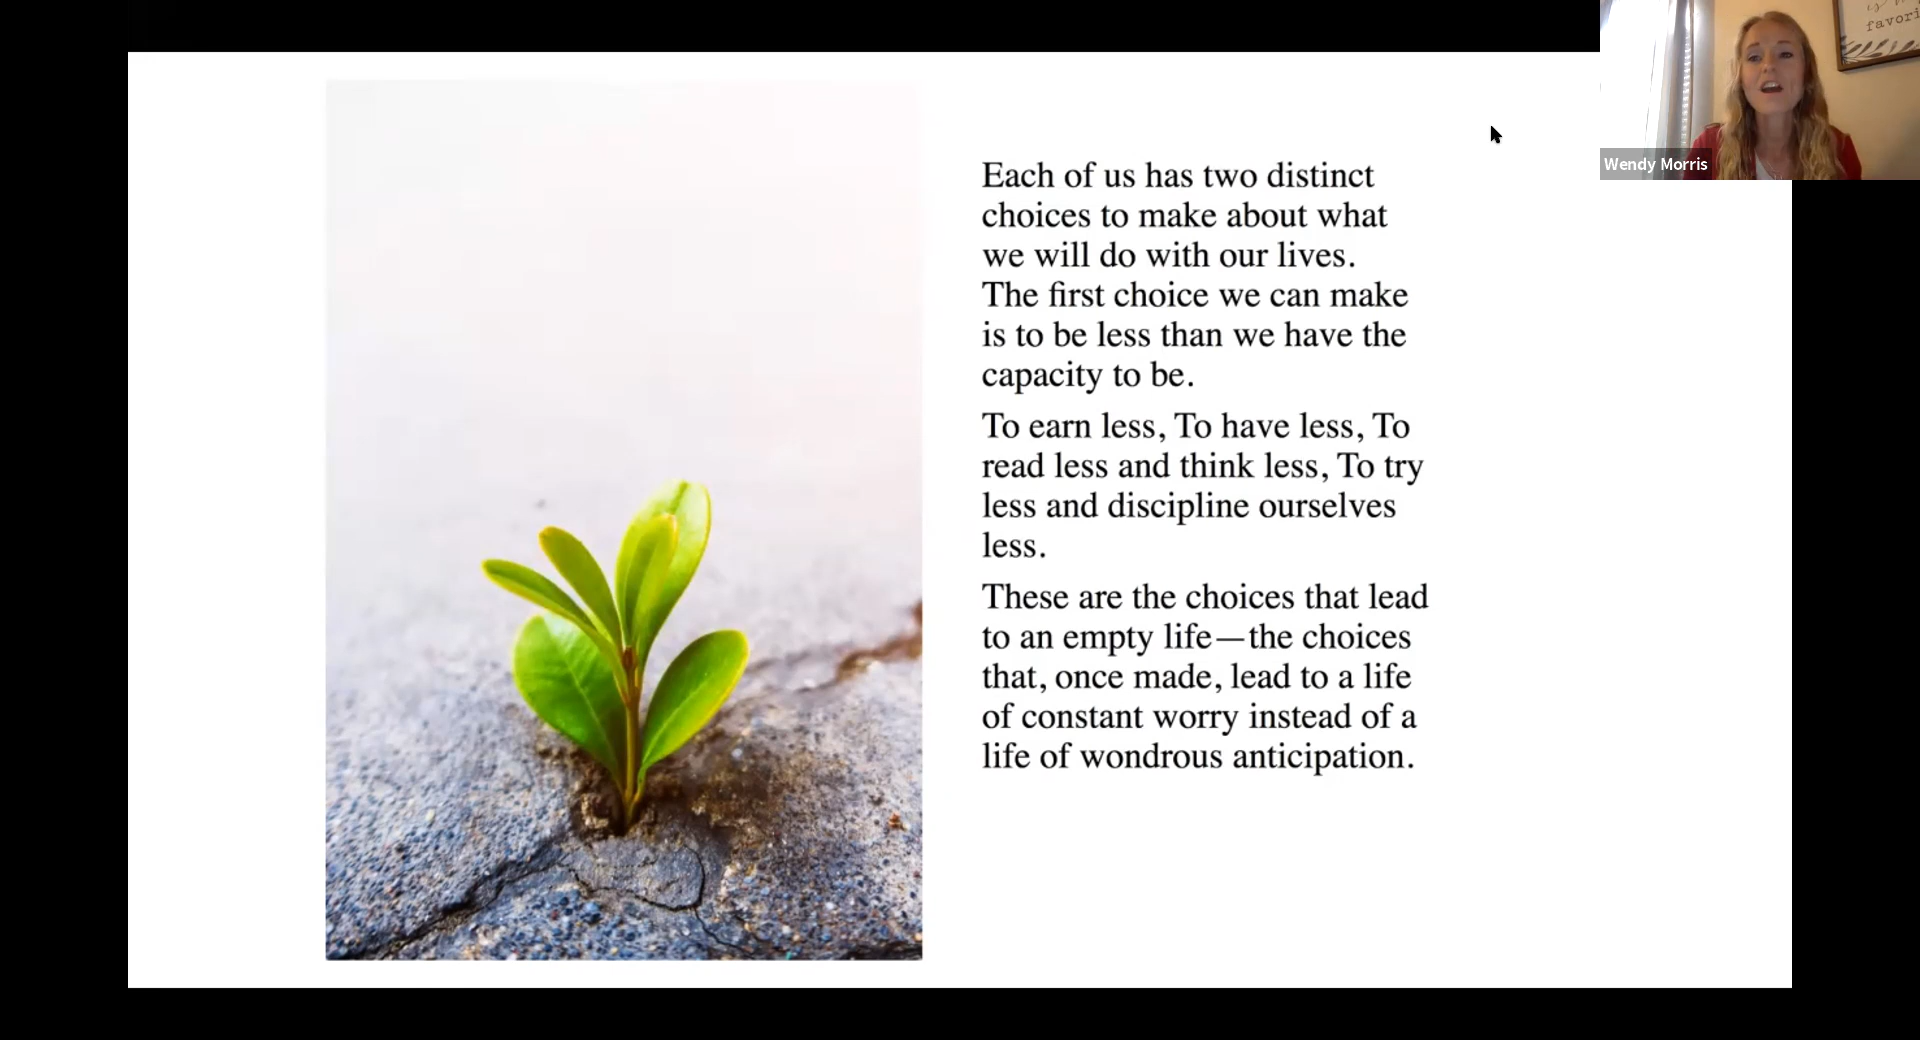 favori
Wendy Morris
Each of us has two distinct
choices to make about what
we will do with our lives.
The first choice we can make
is to be less than we have the
capacity to be.
To earn less, To have less, To
read less and think less, To try
less and discipline ourselves
less.
These are the choices that lead
to an empty life—the choices
that, once made, lead to a life
of constant worry instead of a
life of wondrous anticipation.